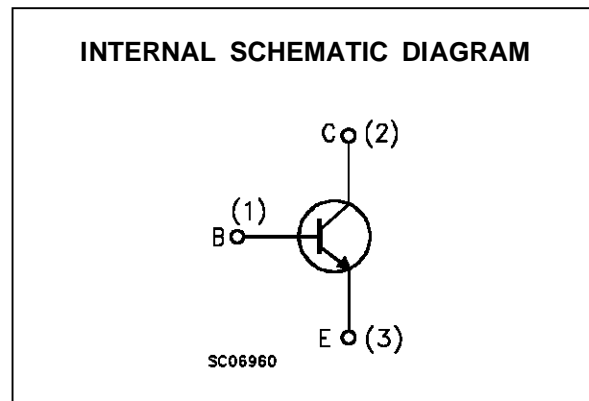 INTERNAL SCHEMATIC DIAGRAM
C (2)
(1)
B
E (3)
SC06960